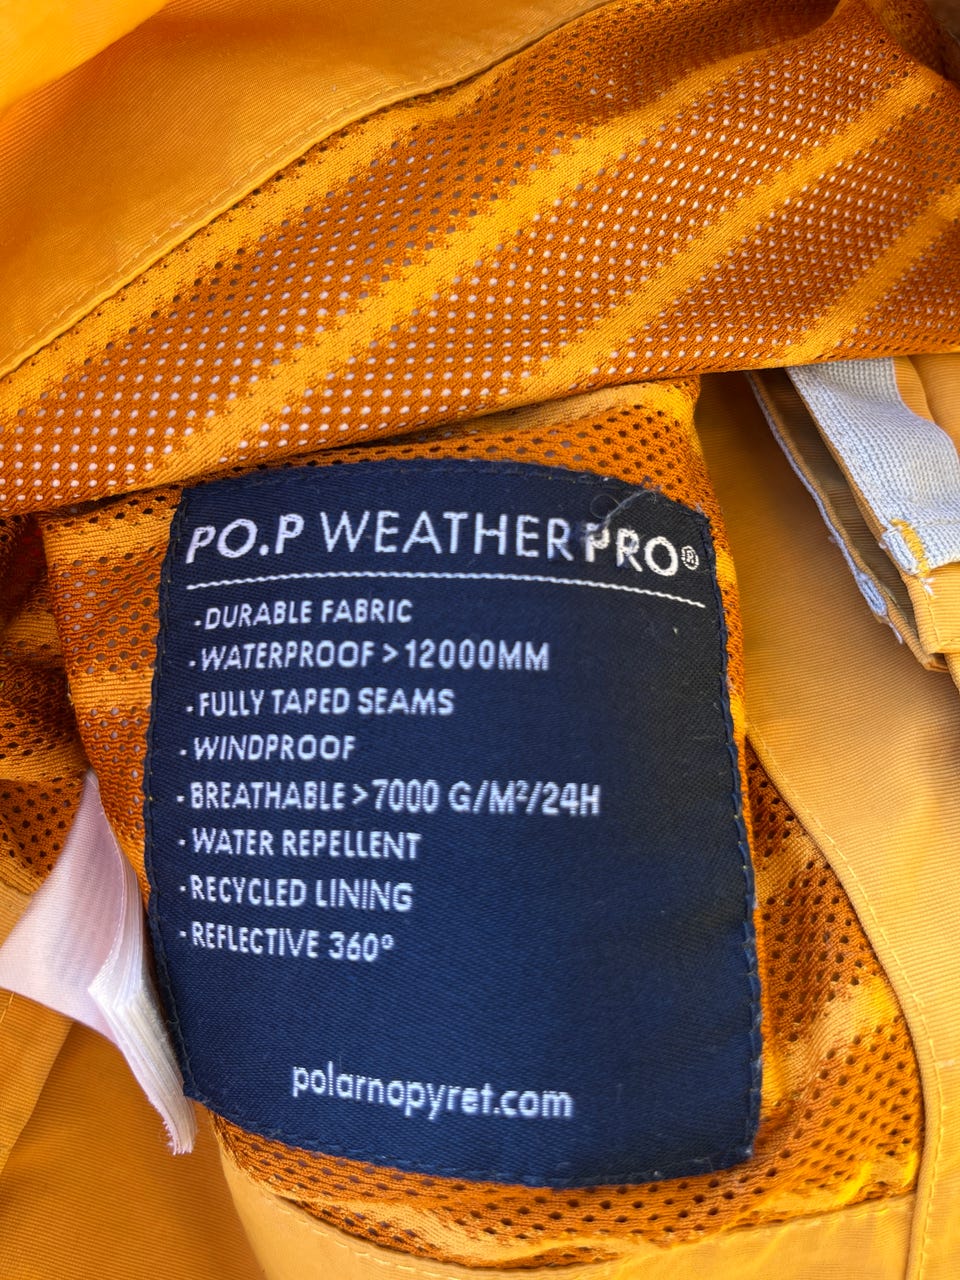 PO.P WEATHERPRO®
·DURABLE FABRIC
·WATERPROOF >12000MM
·FULLY TAPED SEAMS
·WINDPROOF
·BREATHABLE >7000 G/M²/24H
·WATER REPELLENT
·RECYCLED LINING
·REFLECTIVE 360°
polarnopyret.com